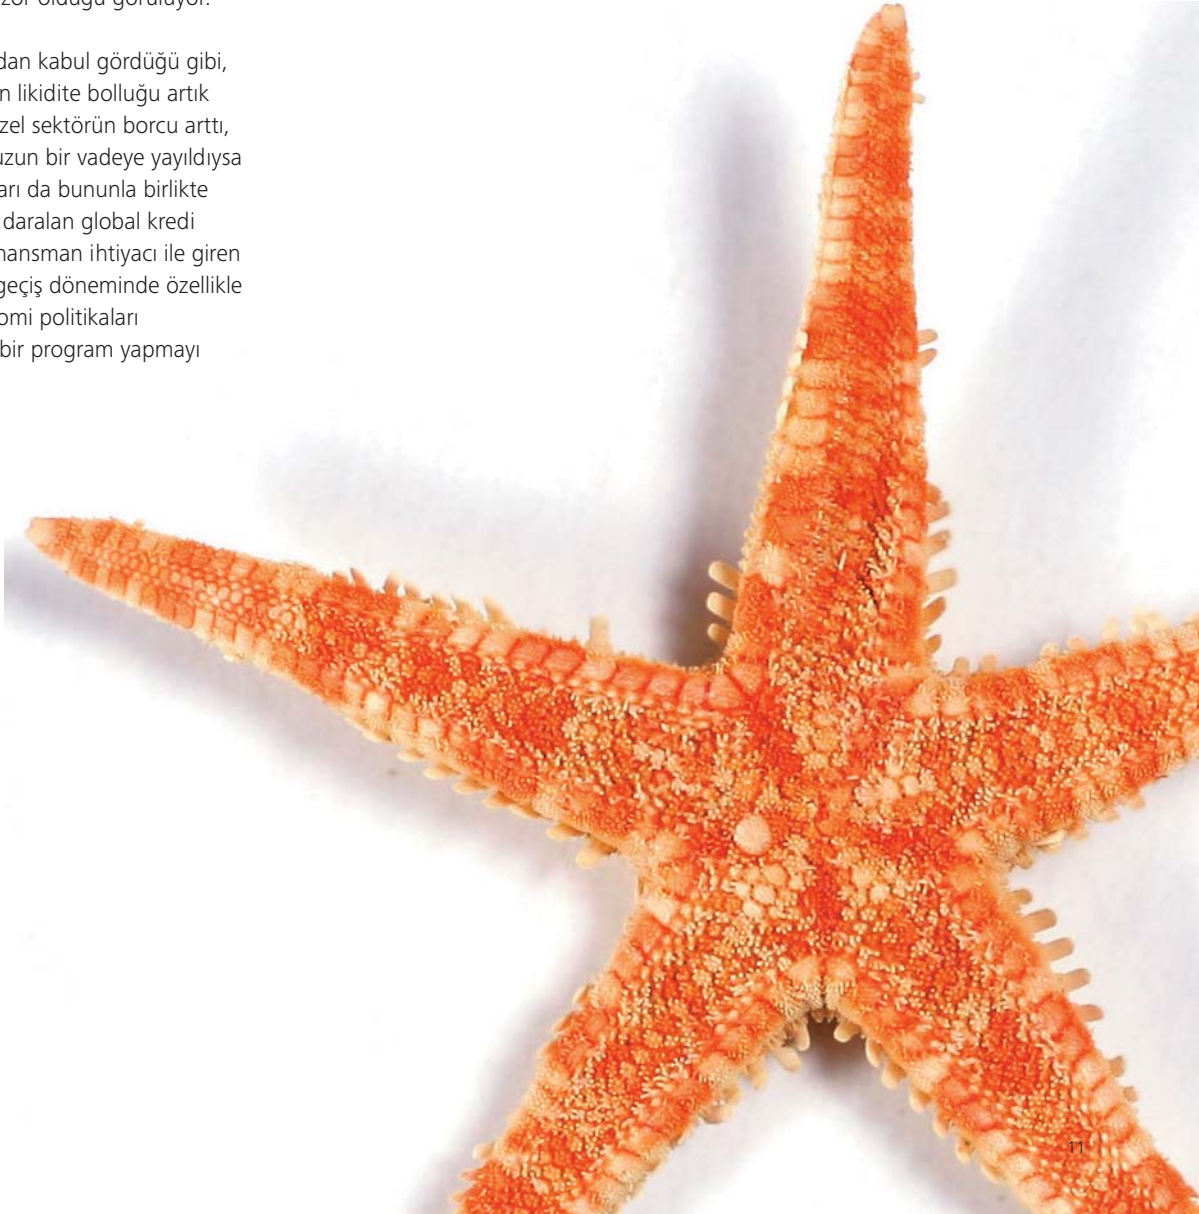 zor olduğu görülüyor.
dan kabul gördüğü gibi,
n likidite bolluğu artık
zel sektörün borcu arttı,
uzun bir vadeye yayıldıysa
arı da bununla birlikte
daralan global kredi
nansman ihtiyacı ile giren
geçiş döneminde özellikle
omi politikaları
bir program yapmayı
11